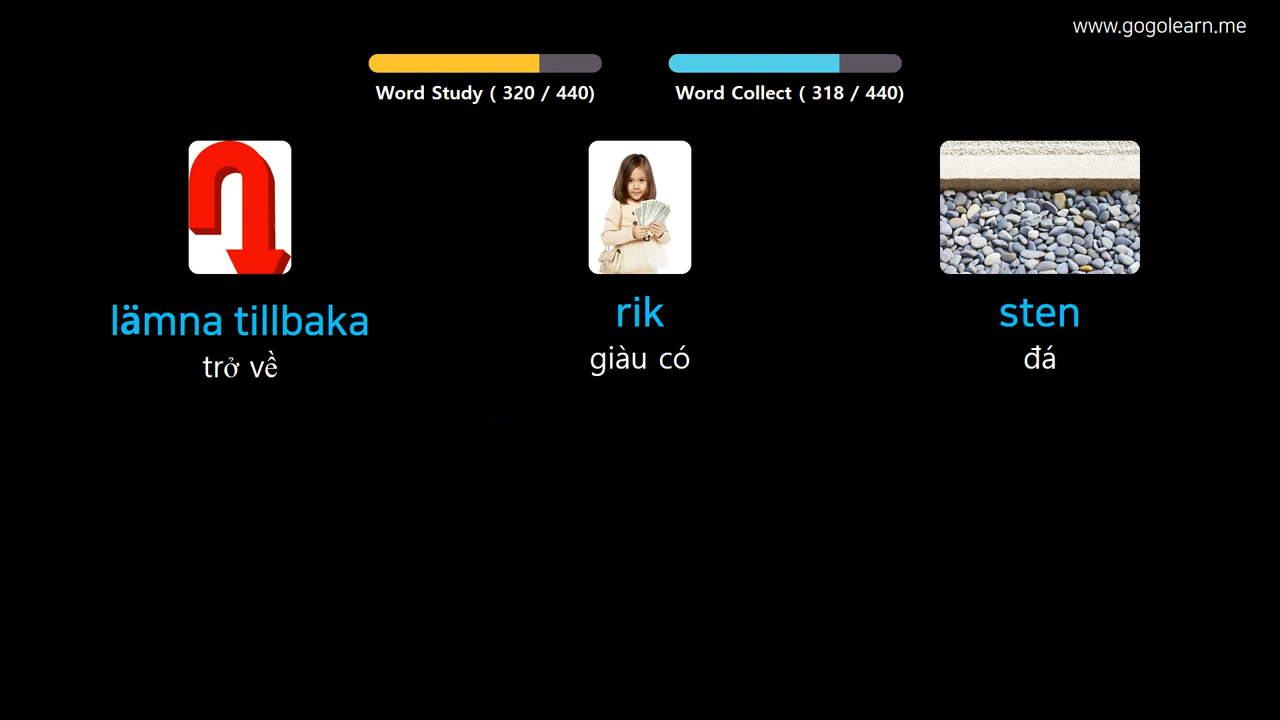 www.gogolearn.me
Word Study ( 320 / 440)
Word Collect ( 318 / 440)
lämna tillbaka
trở về
rik
giàu có
sten
đá